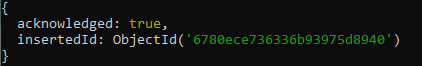 {
  acknowledged: true,
  insertedId: ObjectId('6780ece736336b93975d8940')
}